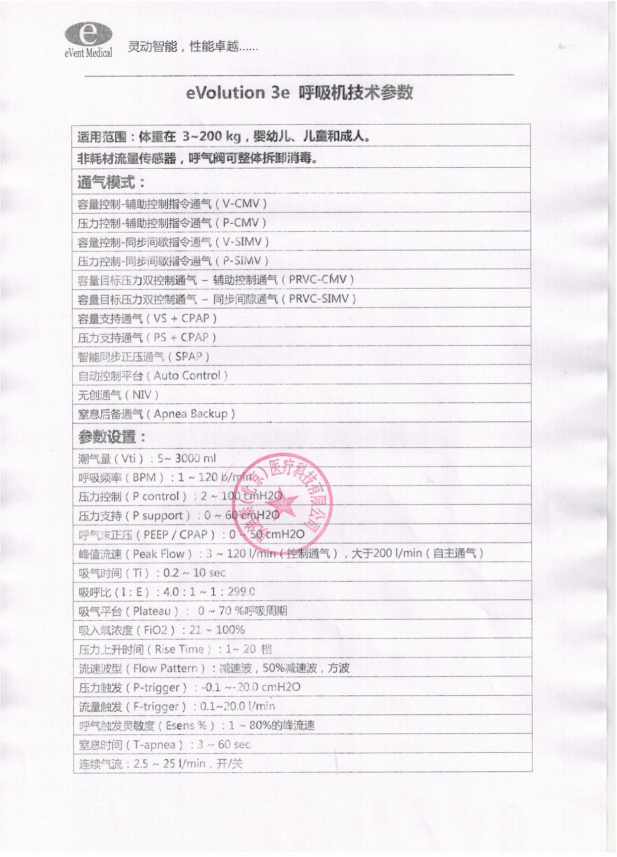 e
eVent Medical
灵动智能，性能卓越......
eVolution 3e 呼吸机技术参数
适用范围：体重在 3~200 kg，婴幼儿、儿童和成人。
非耗材流量传感器，呼气阀可整体拆卸消毒。
通气模式：
容量控制-辅助控制指令通气（V-CMV）
压力控制-辅助控制指令通气（P-CMV）
容量控制-同步间歇指令通气（V-SIMV）
压力控制-同步间歇指令通气（P-SIMV）
容量目标压力双控制通气 – 辅助控制通气（PRVC-CMV）
容量目标压力双控制通气 – 同步间隙通气（PRVC-SIMV）
容量支持通气（VS + CPAP）
压力支持通气（PS + CPAP）
智能同步正压通气（SPAP）
自动控制平台（Auto Control）
无创通气（NIV）
窒息后备通气（Apnea Backup）
参数设置：
潮气量（Vti）: 5~ 3000 ml
呼吸频率（BPM）: 1 ~ 120 b/min
压力控制（P control）: 2 ~ 100 cmH2O
压力支持（P support）: 0 ~ 60 cmH2O
呼气末正压（PEEP / CPAP）: 0 ~ 50 cmH2O
峰值流速（Peak Flow）: 3 ~ 120 l/min（控制通气），大于200 l/min（自主通气）
吸气时间（Ti）: 0.2 ~ 10 sec
吸呼比（I : E）: 4.0 : 1 ~ 1 : 299.0
吸气平台（Plateau）： 0 ~ 70 %呼吸周期
吸入氧浓度（FiO2）: 21 ~ 100%
压力上升时间（Rise Time）: 1~ 20 档
流速波型（Flow Pattern）: 减速波，50%减速波，方波
压力触发（P-trigger）: -0.1 ~-20.0 cmH2O
流量触发（F-trigger）: 0.1~20.0 l/min
呼气触发灵敏度（Esens %）: 1 ~ 80%的峰流速
窒息时间（T-apnea）: 3 ~ 60 sec
连续气流 : 2.5 ~ 25 l/min，开/关
（北京）医疗科技有限公司